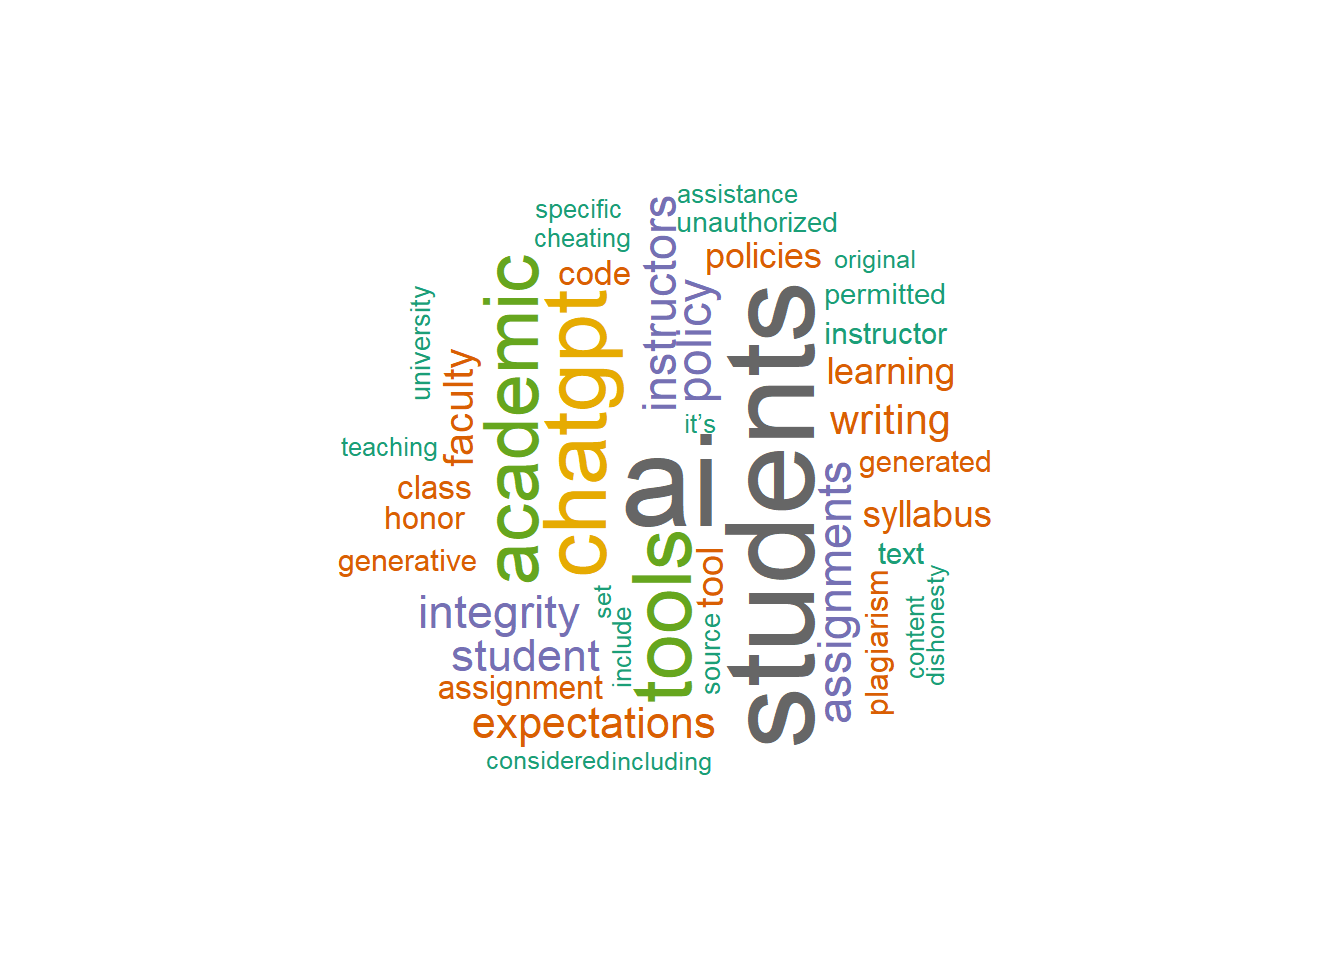 assistance
specific
unauthorized
cheating
policies
original
code
instructors
academic
chatgpt
policy
students
permitted
university
instructor
faculty
learning
writing
it’s
teaching
ai
generated
class
assignments
honor
syllabus
generative
tools
tool
text
integrity
set
include
source
plagiarism
content
dishonesty
student
assignment
expectations
considered
including